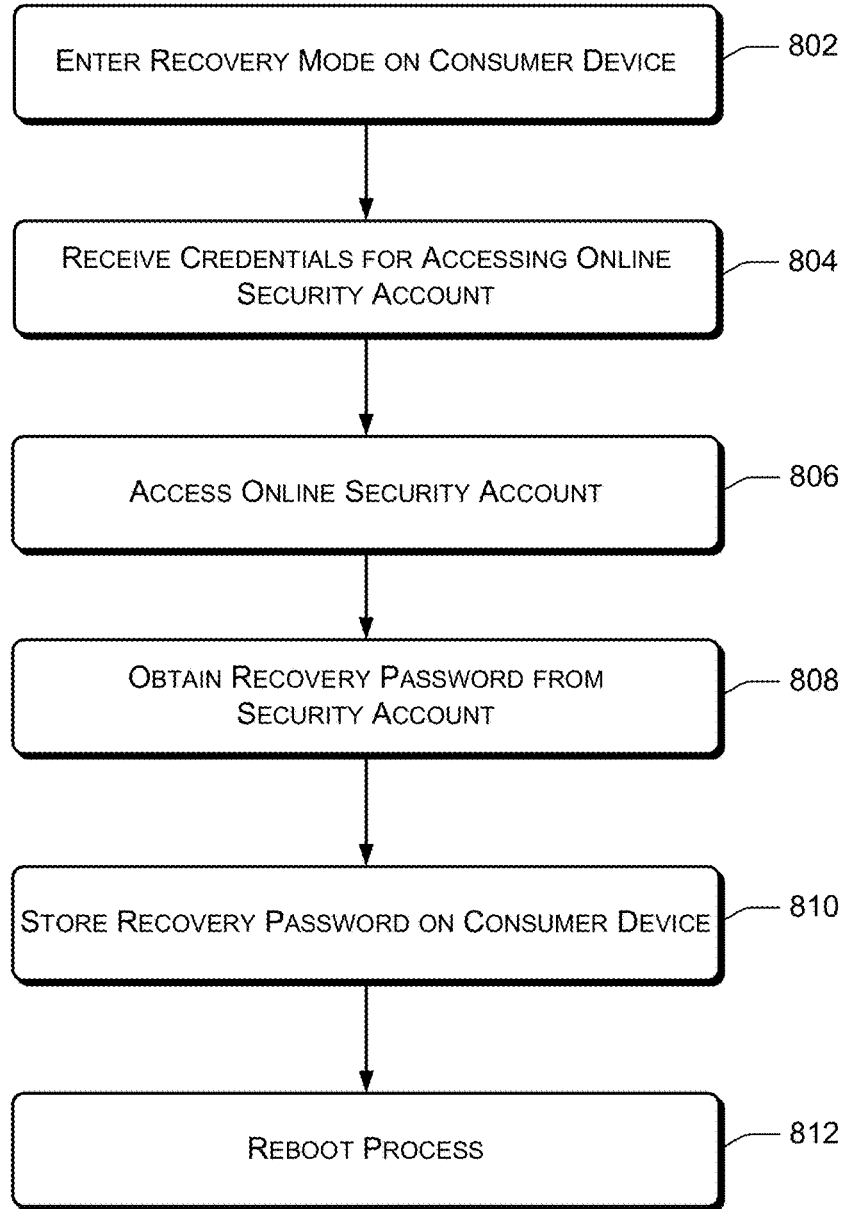 ENTER RECOVERY MODE ON CONSUMER DEVICE
802
RECEIVE CREDENTIALS FOR ACCESSING ONLINE
SECURITY ACCOUNT
804
ACCESS ONLINE SECURITY ACCOUNT
806
OBTAIN RECOVERY PASSWORD FROM
SECURITY ACCOUNT
808
STORE RECOVERY PASSWORD ON CONSUMER DEVICE
810
REBOOT PROCESS
812